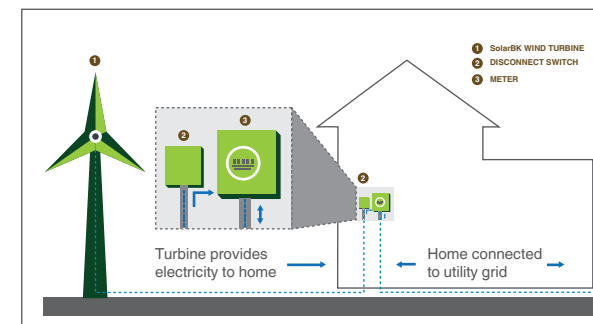 1
1 SolarBK WIND TURBINE
2 DISCONNECT SWITCH
3 METER
3
2
2
Turbine provides
electricity to home
Home connected
to utility grid